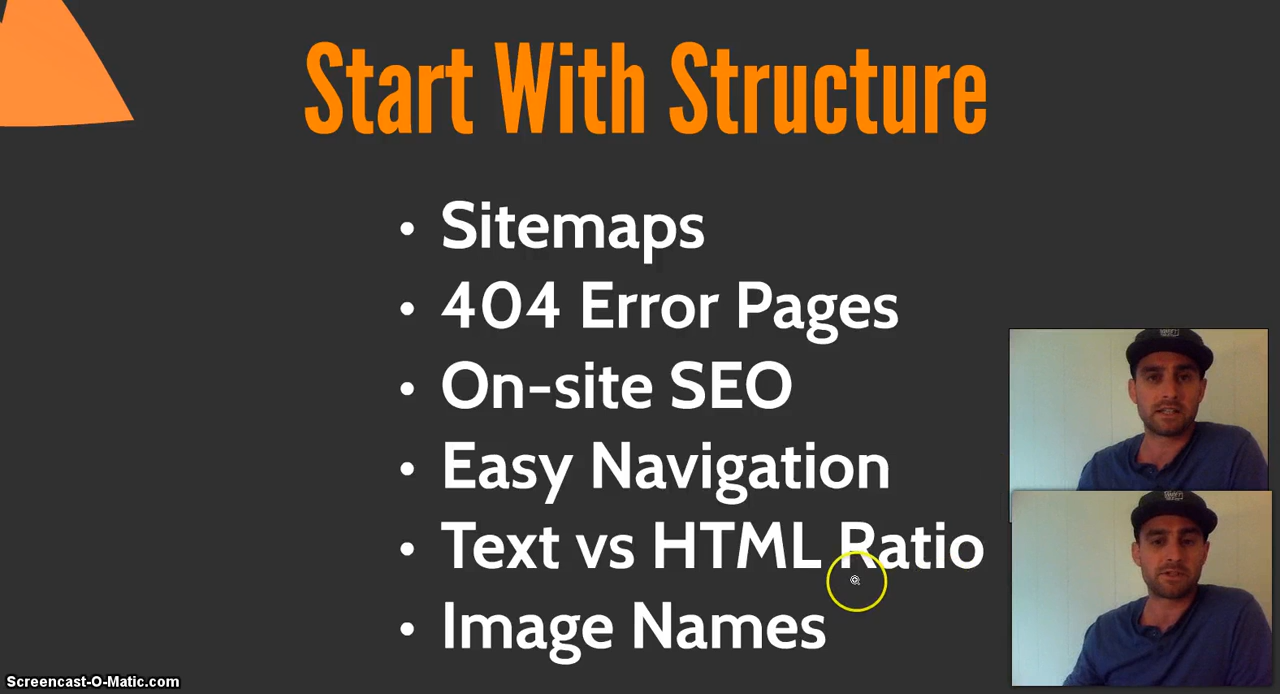 Start With Structure
• Sitemaps
• 404 Error Pages
• On-site SEO
• Easy Navigation
• Text vs HTML Ratio
• Image Names
Screencast-O-Matic.com